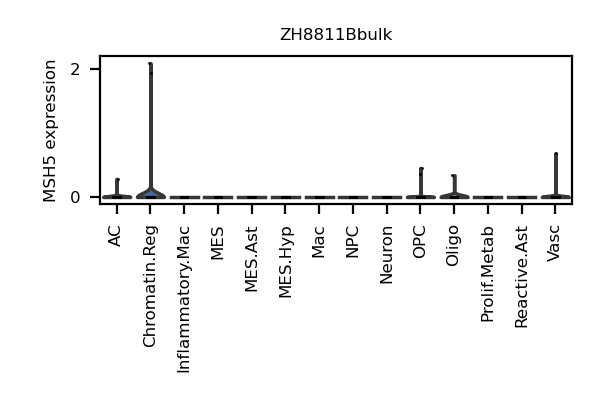 ZH8811Bbulk
MSH5 expression
2
0
AC
Chromatin.Reg
Inflammatory.Mac
MES
MES.Ast
MES.Hyp
Mac
NPC
Neuron
OPC
Oligo
Prolif.Metab
Reactive.Ast
Vasc